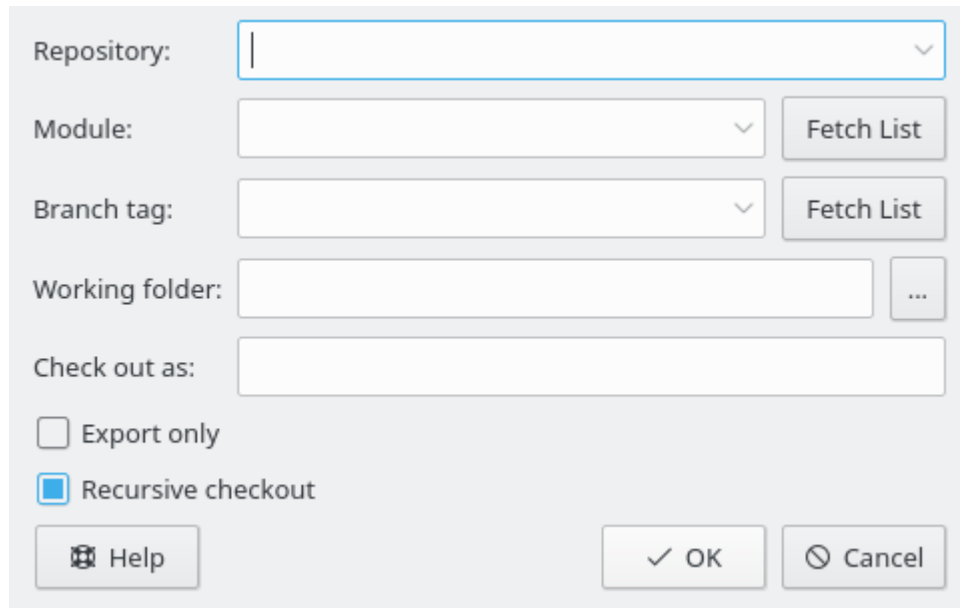 Repository:
Module: Fetch List
Branch tag: Fetch List
Working folder: ...
Check out as:
Export only
Recursive checkout
Help OK Cancel